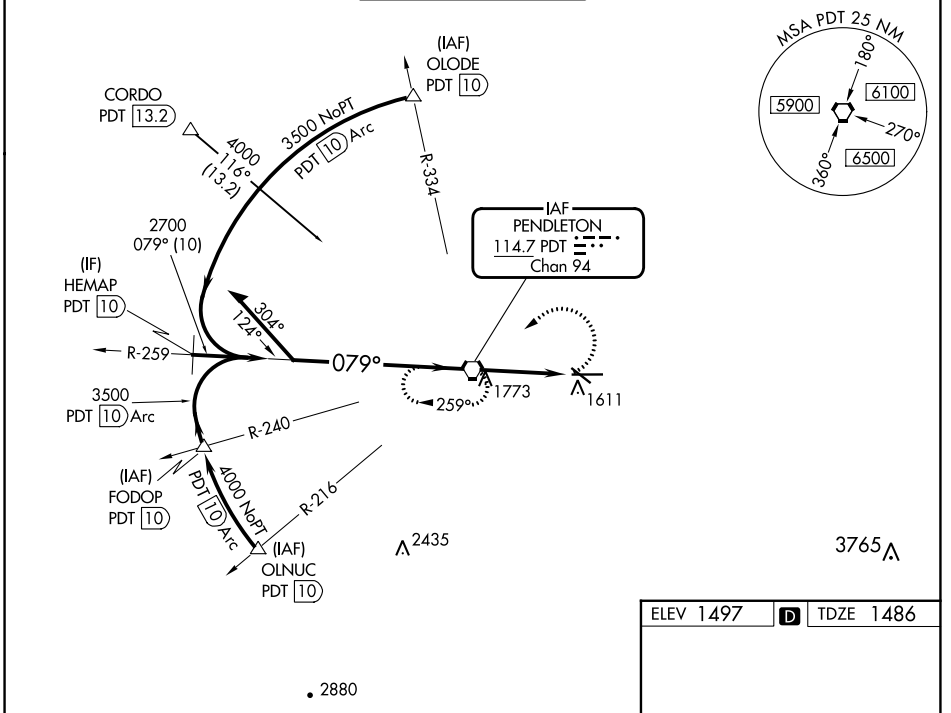 (IAF)
OLODE
PDT 10
CORDO
PDT 13.2
3500 NoPT
PDT 10 Arc
4000
116°
(13.2)
R-334
MSA PDT 25 NM
180°
5900
6100
270°
6500
360°
IAF
PENDLETON
114.7 PDT
Chan 94
2700
079° (10)
(IF)
HEMAP
PDT 10
304°
124°
R-259
079°
259°
1773
1611
3500
PDT 10 Arc
R-240
(IAF)
FODOP
PDT 10
4000 NoPT
PDT 10 Arc
R-216
(IAF)
OLNUC
PDT 10
2435
3765
ELEV 1497 D TDZE 1486
2880